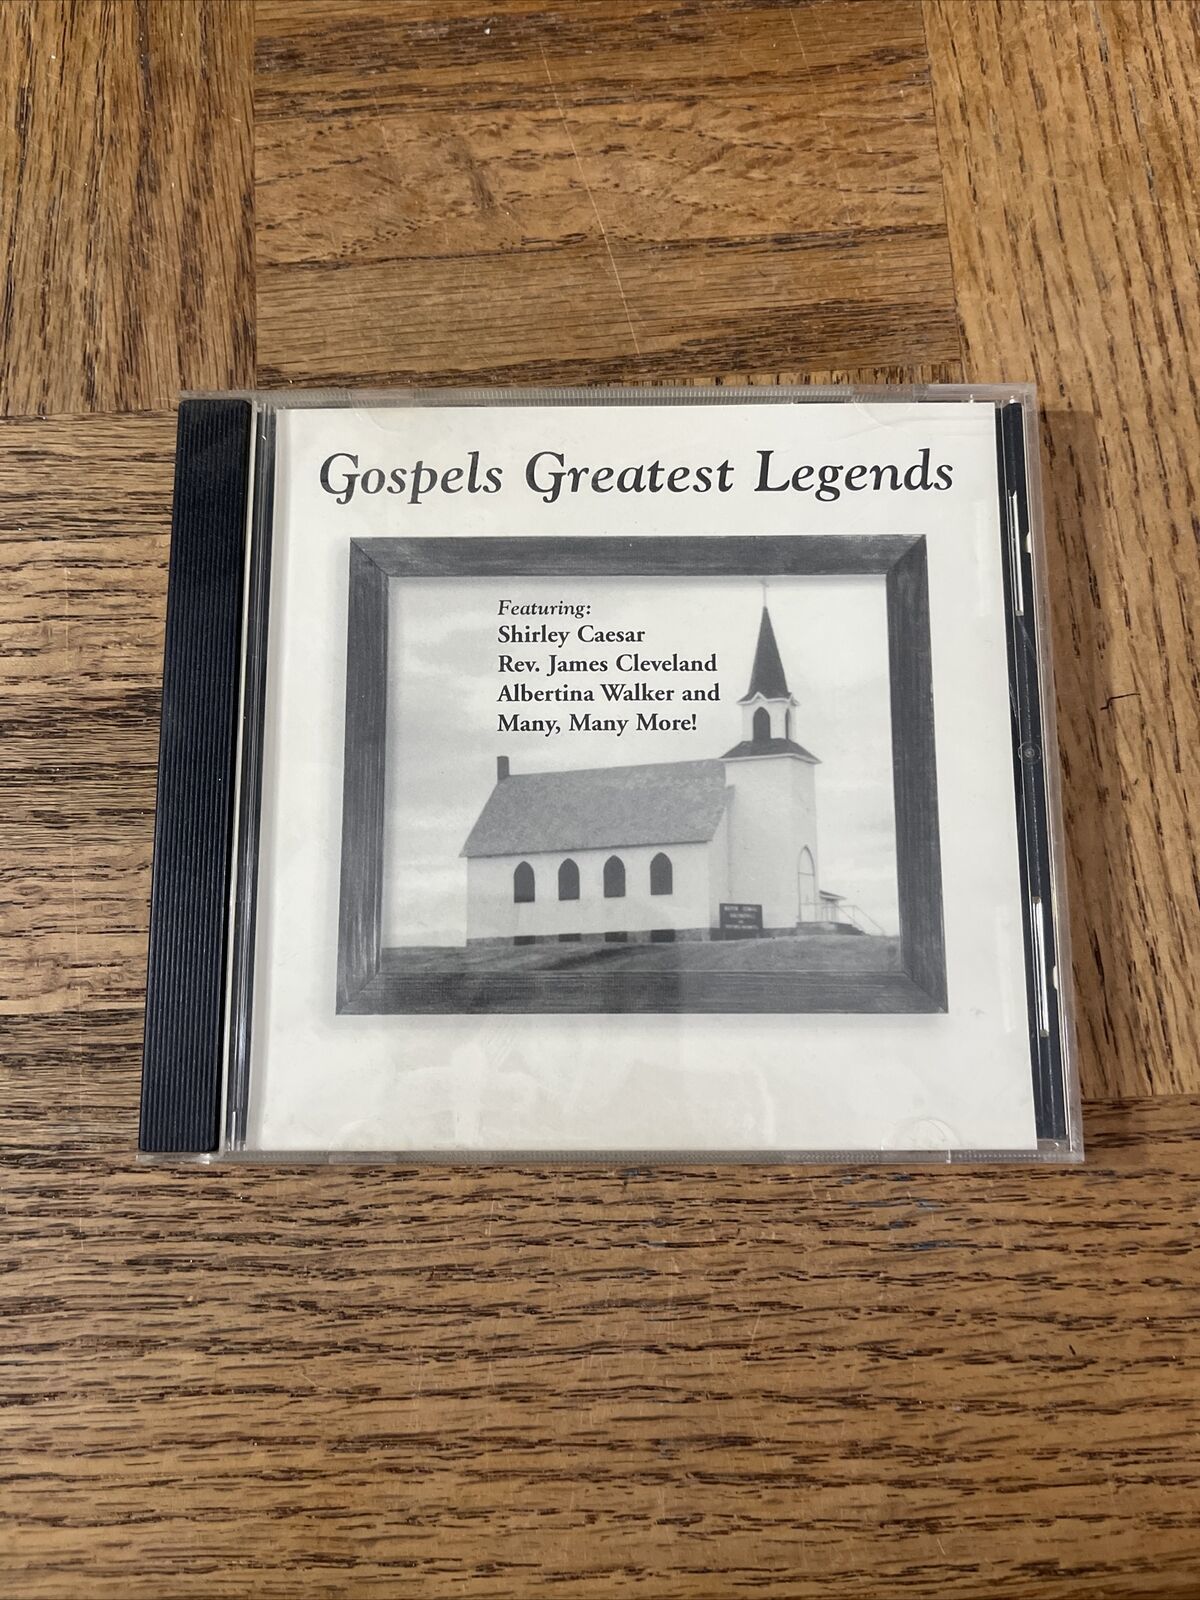 Gospels Greatest Legends
Featuring:
Shirley Caesar
Rev. James Cleveland
Albertina Walker and
Many, Many More!